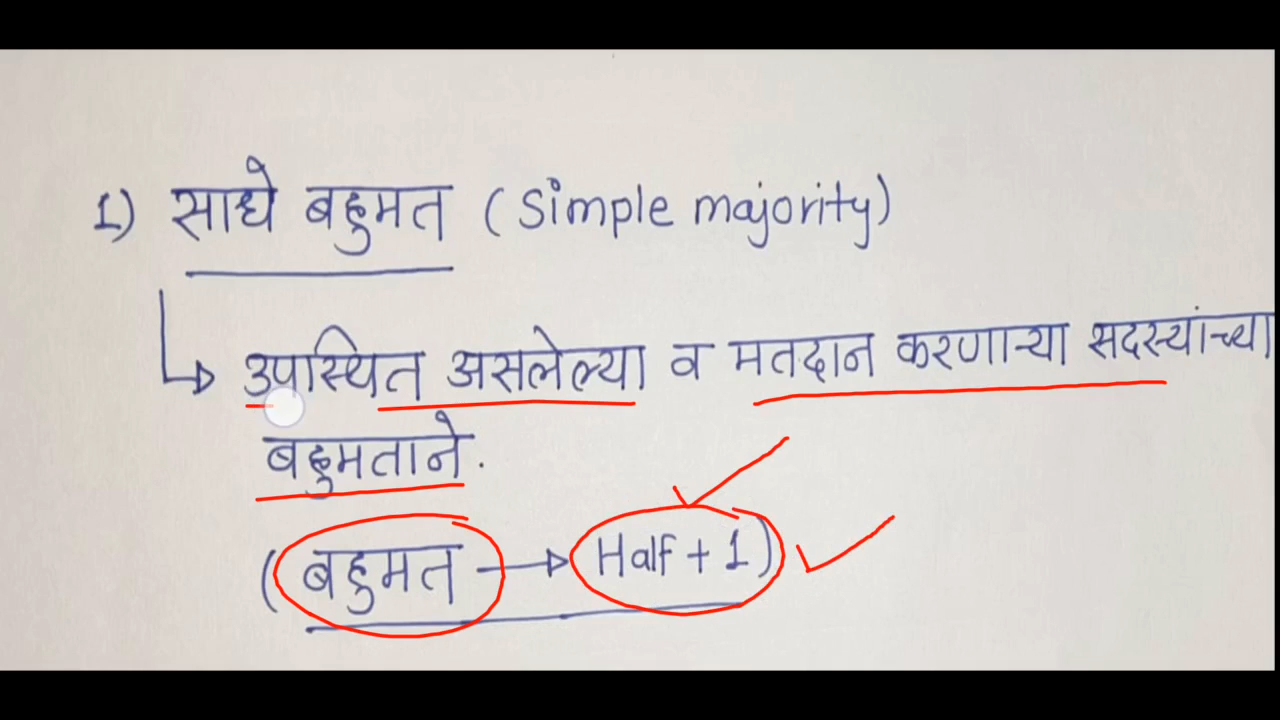 1) साधे बहुमत (Simple majority)
उपस्थित असलेल्या व मतदान करणाऱ्या सदस्यांच्या
बहुमताने.
(बहुमत → Half + 1)